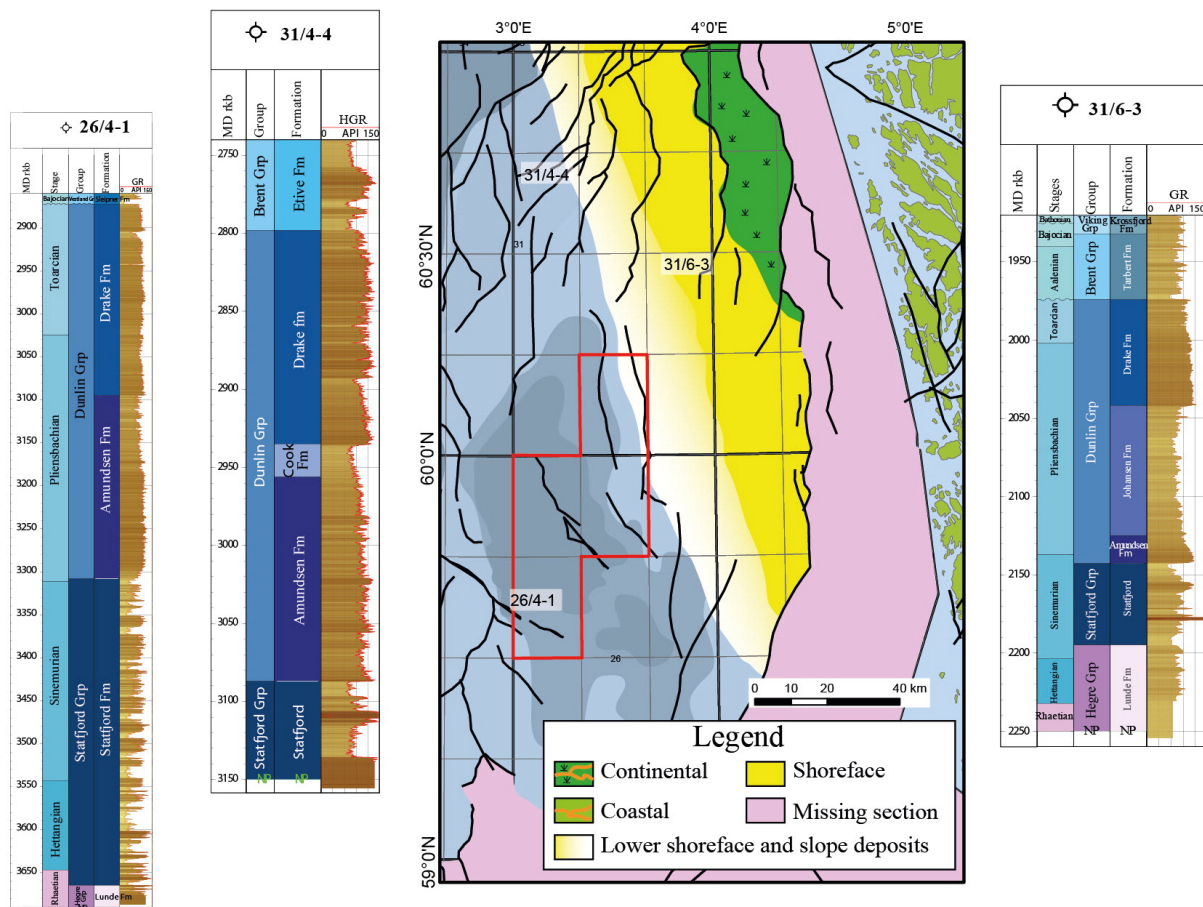 26/4-1
MD rkb
Stage
Group
Formation
GR
0 API 150
Bajocian
Vestland Gr
Sleipner Fm
Toarcian
Pliensbachian
Sinemurian
Hettangian
Rhaetian
Dunlin Grp
Statfjord Grp
Drake Fm
Amundsen Fm
Statfjord Fm
Lunde Fm
2900
2950
3000
3050
3100
3150
3200
3250
3300
3350
3400
3450
3500
3550
3600
3650
31/4-4
MD rkb
Group
Formation
HGR
0 API 150
2750
2800
2850
2900
2950
3000
3050
3100
3150
Brent Grp
Dunlin Grp
Statfjord Grp
NP
Etive Fm
Drake fm
Cook
Fm
Amundsen Fm
Statfjord
NP
3°0'E
4°0'E
5°0'E
60°30'N
60°0'N
59°0'N
31/4-4
31
31/6-3
26/4-1
26
0 10 20 40 km
Legend
Continental
Shoreface
Coastal
Missing section
Lower shoreface and slope deposits
31/6-3
MD rkb
Stages
Group
Formation
GR
0 API 150
1950
2000
2050
2100
2150
2200
2250
Bathonian
Bajocian
Aalenian
Toarcian
Pliensbachian
Sinemurian
Hettangian
Rhaetian
Viking
Grp
Brent Grp
Dunlin Grp
Statfjord Grp
Hegre Grp
NP
Krossfjord
Fm
Tarbert Fm
Drake Fm
Johansen Fm
Amundsen
Fm
Statfjord
Lunde Fm
NP